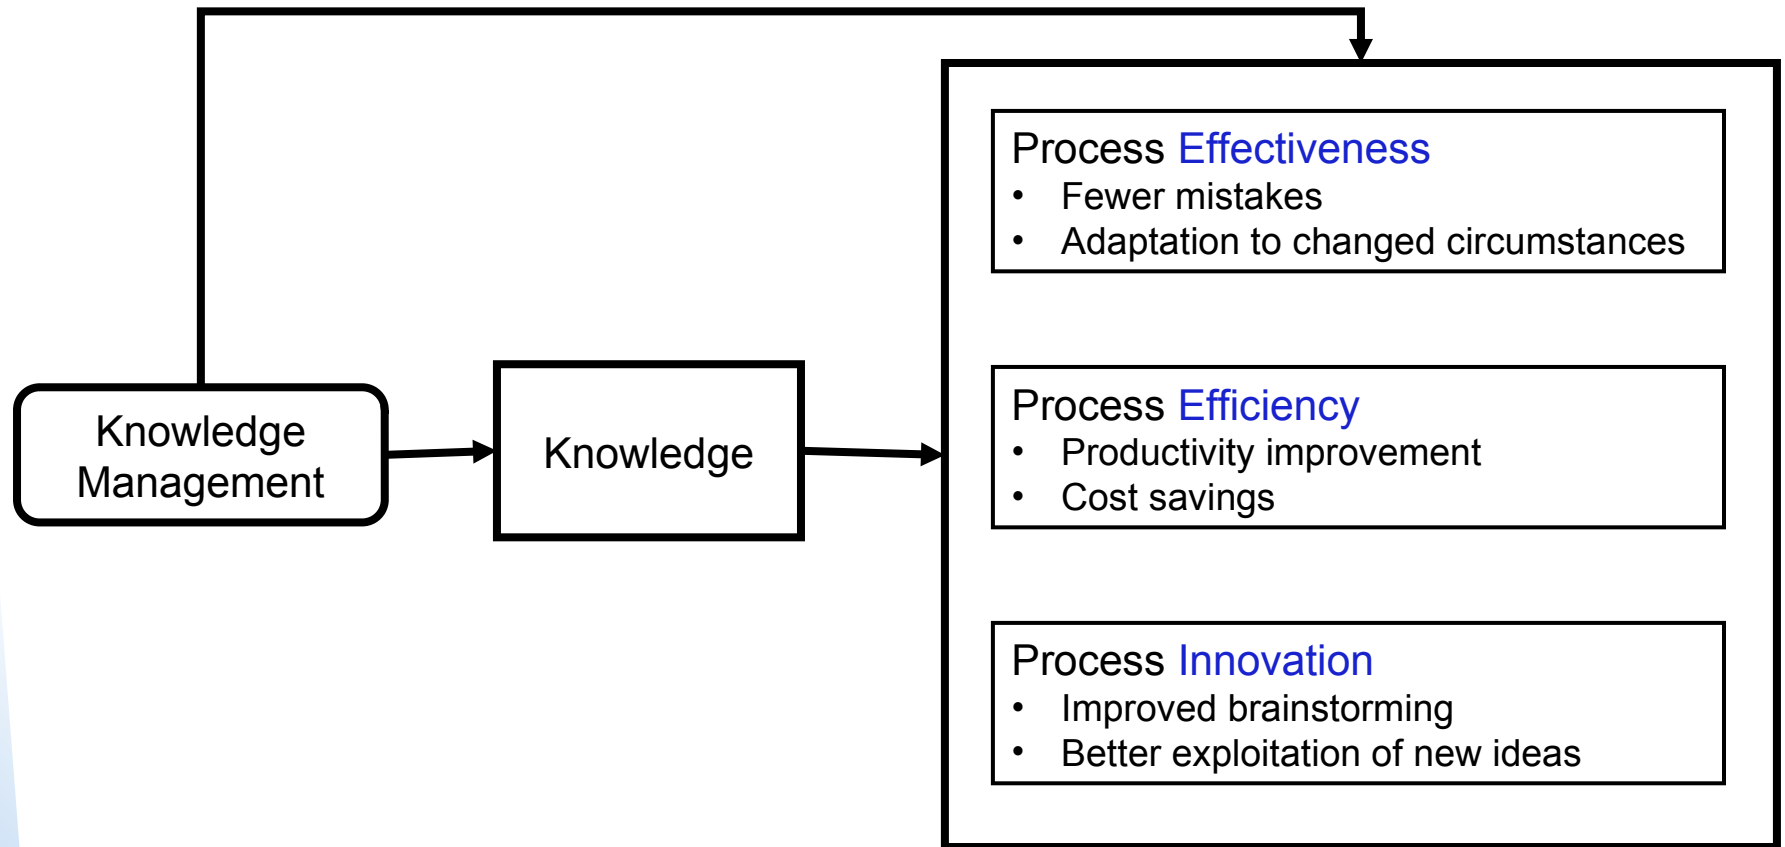 Process Effectiveness
• Fewer mistakes
• Adaptation to changed circumstances
Knowledge
Management
Knowledge
Process Efficiency
• Productivity improvement
• Cost savings
Process Innovation
• Improved brainstorming
• Better exploitation of new ideas